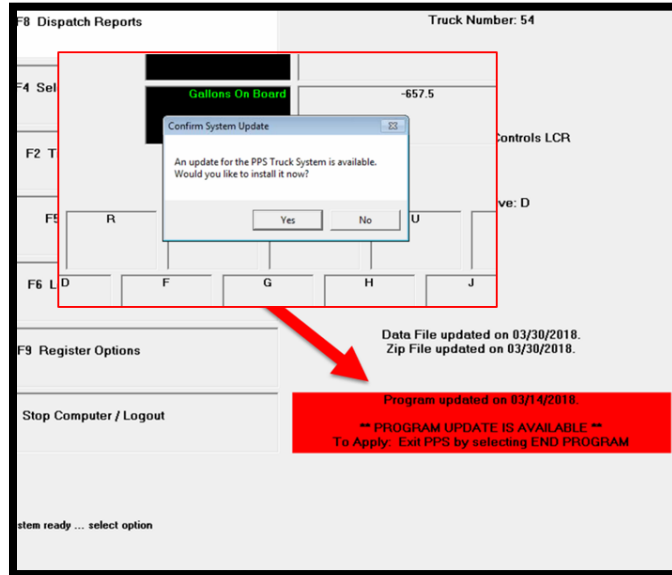 F8 Dispatch Reports
Truck Number: 54
F4 Sel
Gallons On Board
-657.5
Confirm System Update
An update for the PPS Truck System is available.
Would you like to install it now?
Yes
No
Controls LCR
F2 T
ve: D
F5
R
U
F6 L
D
F
G
H
J
Data File updated on 03/30/2018.
Zip File updated on 03/30/2018.
F9 Register Options
Program updated on 03/14/2018.
** PROGRAM UPDATE IS AVAILABLE **
To Apply: Exit PPS by selecting END PROGRAM
Stop Computer / Logout
stem ready ... select option